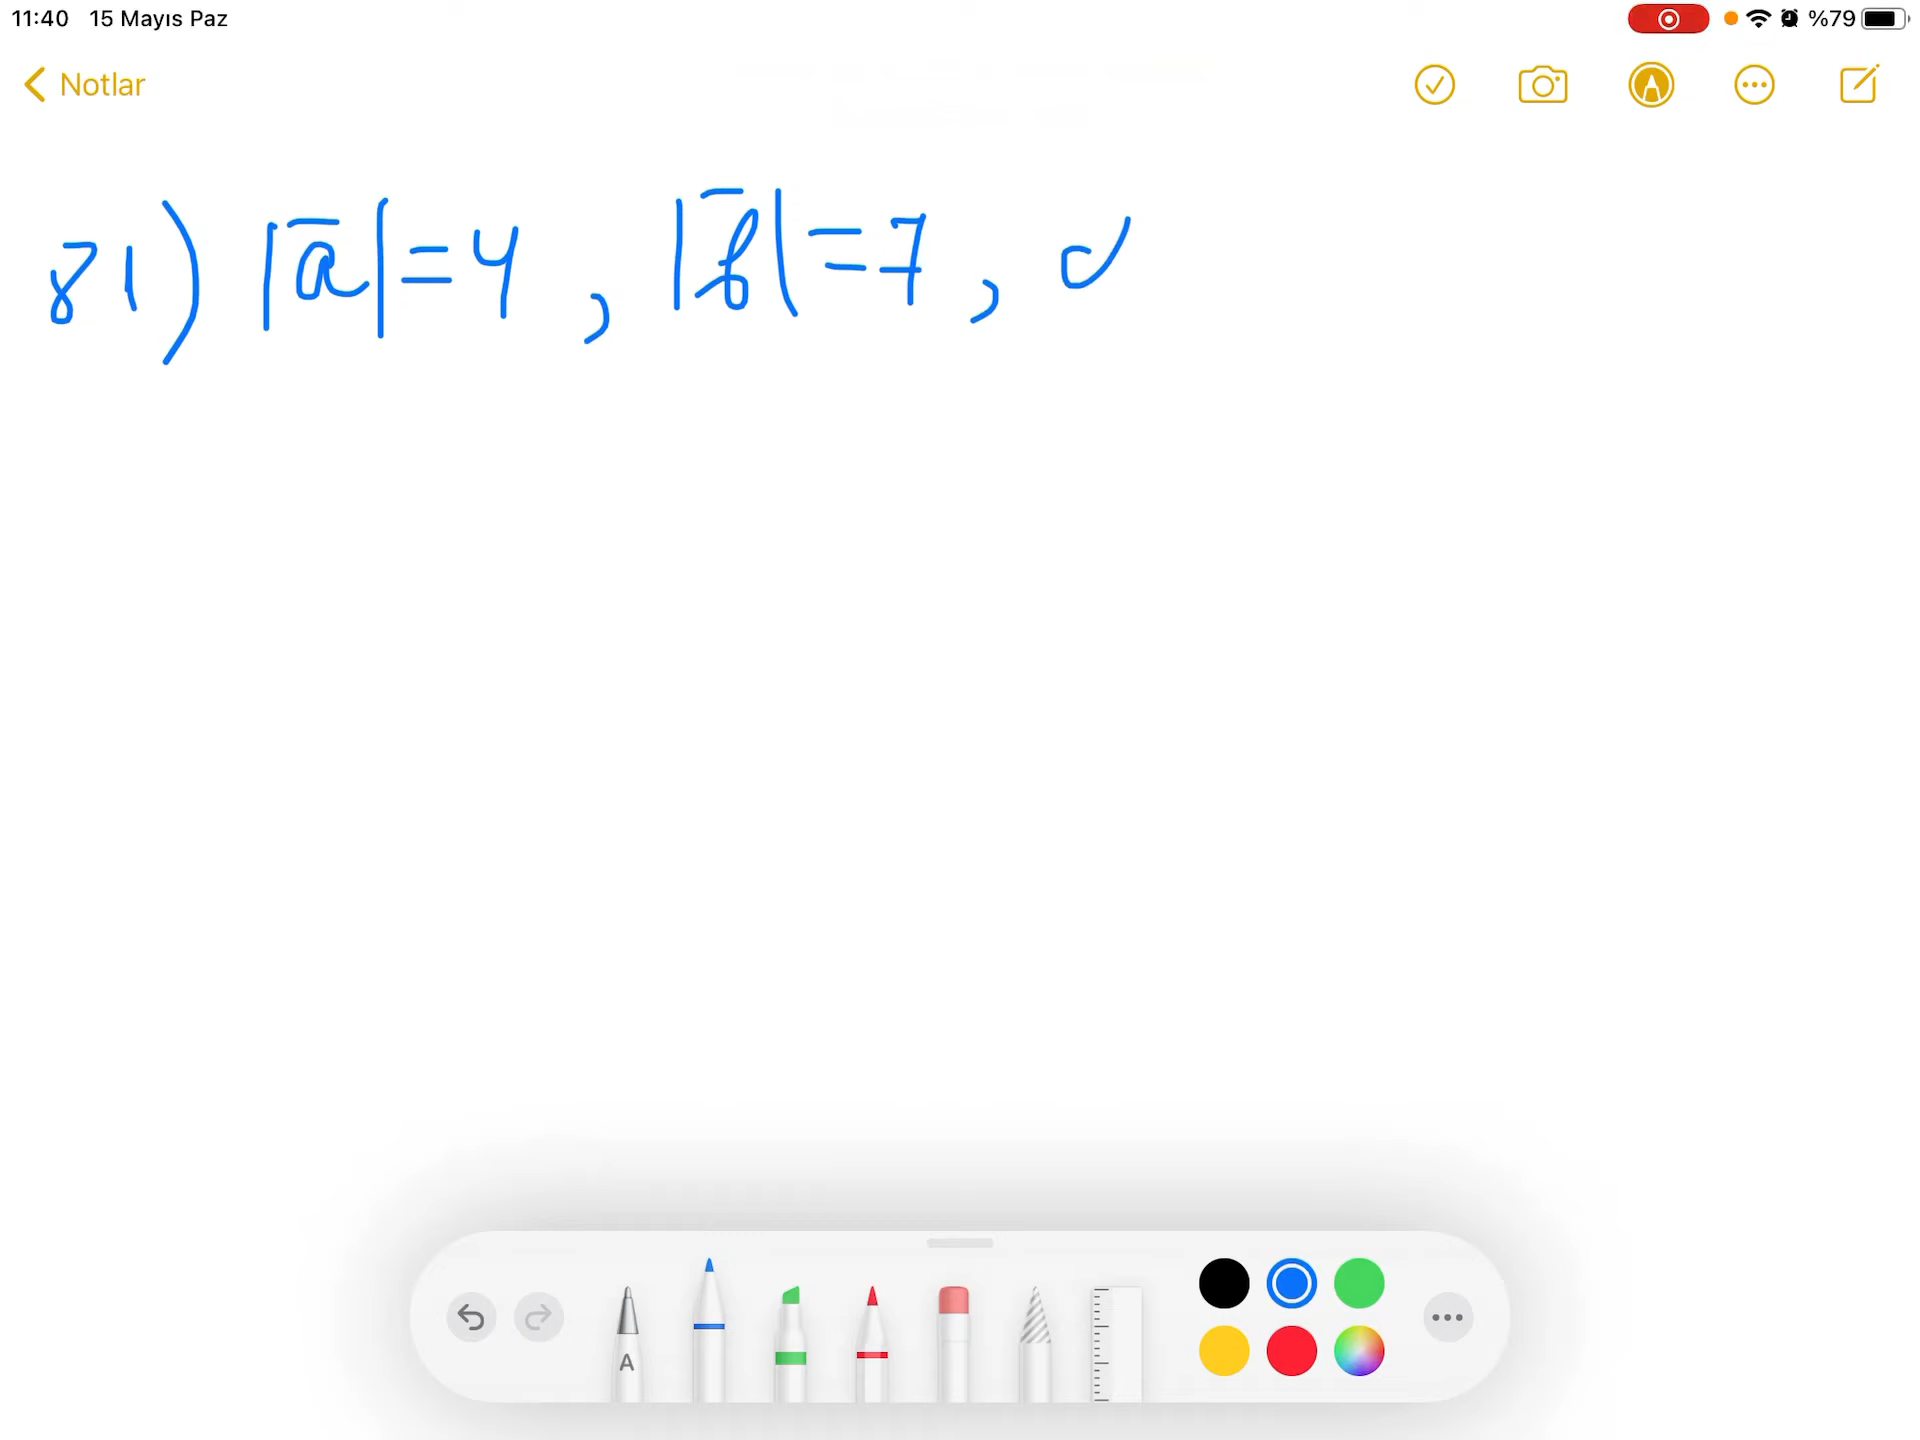 11:40 15 Mayıs Paz %79
Notlar
81) |a̅|=4, |b̅|=7,
A